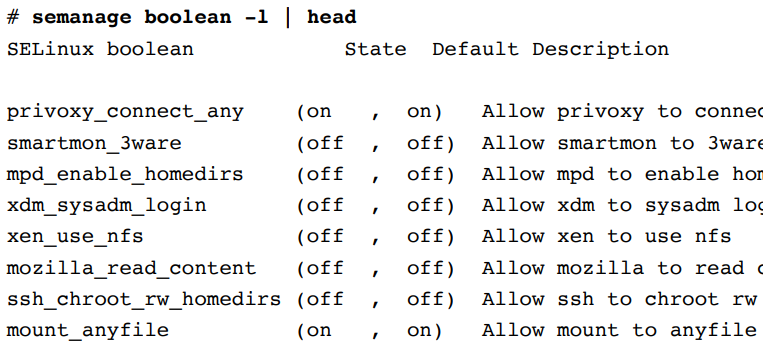 # semanage boolean -l | head
SELinux boolean State Default Description
privoxy_connect_any (on , on) Allow privoxy to connec
smartmon_3ware (off , off) Allow smartmon to 3ware
mpd_enable_homedirs (off , off) Allow mpd to enable hom
xdm_sysadm_login (off , off) Allow xdm to sysadm log
xen_use_nfs (off , off) Allow xen to use nfs
mozilla_read_content (off , off) Allow mozilla to read c
ssh_chroot_rw_homedirs (off , off) Allow ssh to chroot rw
mount_anyfile (on , on) Allow mount to anyfile